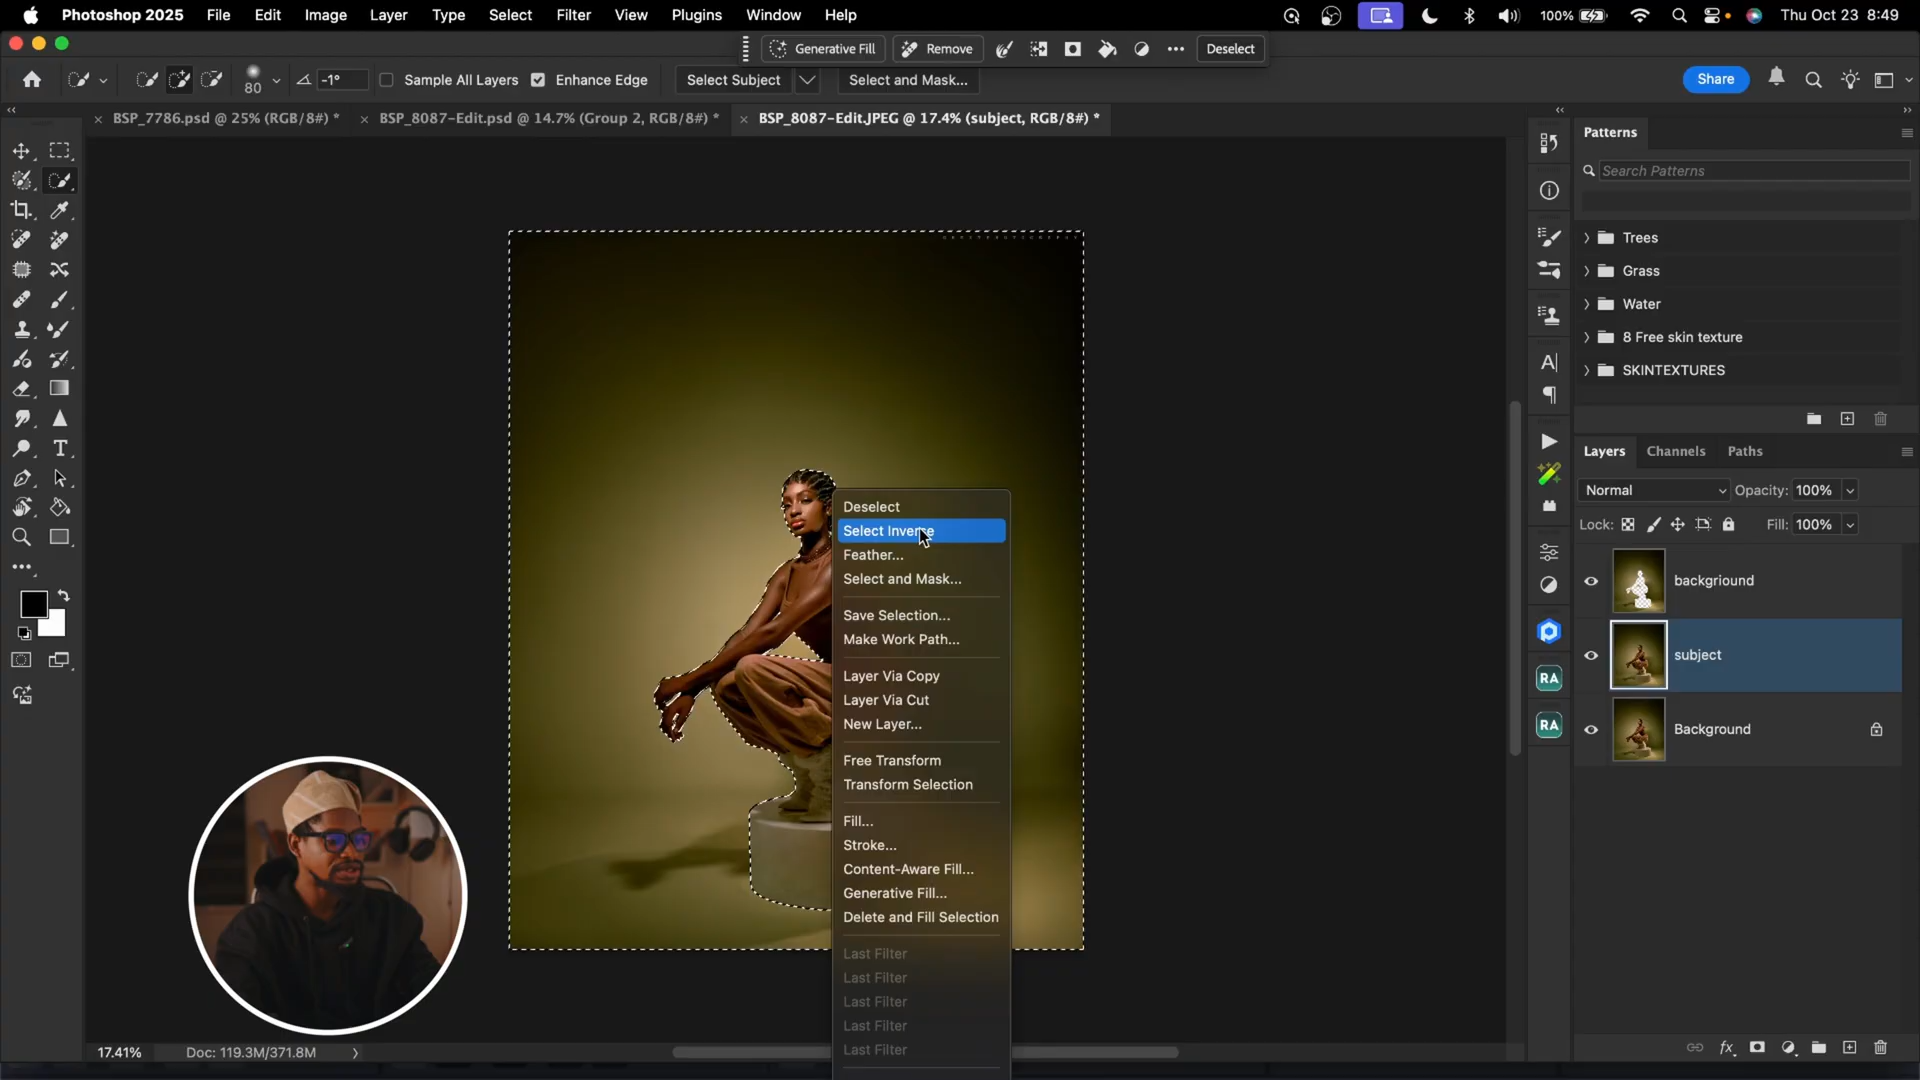 Photoshop 2025 File Edit Image Layer Type Select Filter View Plugins Window Help 100% Thu Oct 23 8:49
Generative Fill Remove Deselect
80 -1° Sample All Layers Enhance Edge Select Subject Select and Mask... Share
BSP_7786.psd @ 25% (RGB/8#) * BSP_8087-Edit.psd @ 14.7% (Group 2, RGB/8#) * BSP_8087-Edit.JPEG @ 17.4% (subject, RGB/8#) *
Patterns
Search Patterns
Trees
Grass
Water
8 Free skin texture
SKINTEXTURES
Layers Channels Paths
Normal Opacity: 100%
Lock: Fill: 100%
backgriound
subject
Background
RA
RA
Deselect
Select Inverse
Feather...
Select and Mask...
Save Selection...
Make Work Path...
Layer Via Copy
Layer Via Cut
New Layer...
Free Transform
Transform Selection
Fill...
Stroke...
Content-Aware Fill...
Generative Fill...
Delete and Fill Selection
Last Filter
Last Filter
Last Filter
Last Filter
Last Filter
17.41% Doc: 119.3M/371.8M